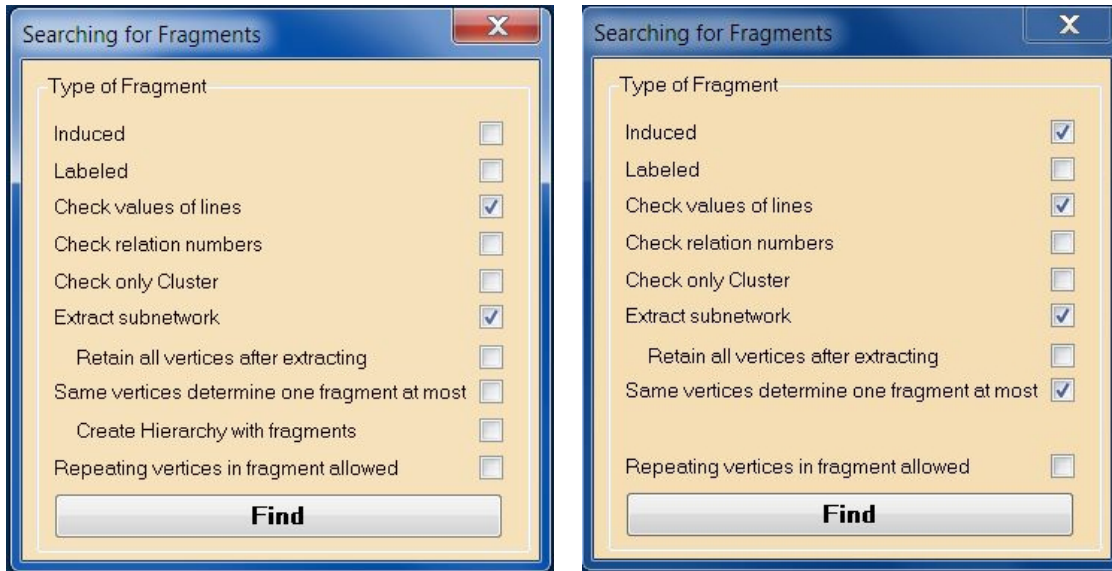 Searching for Fragments
X
Type of Fragment
Induced
Labeled
Check values of lines
Check relation numbers
Check only Cluster
Extract subnetwork
Retain all vertices after extracting
Same vertices determine one fragment at most
Create Hierarchy with fragments
Repeating vertices in fragment allowed
Find
Searching for Fragments
X
Type of Fragment
Induced
Labeled
Check values of lines
Check relation numbers
Check only Cluster
Extract subnetwork
Retain all vertices after extracting
Same vertices determine one fragment at most
Repeating vertices in fragment allowed
Find